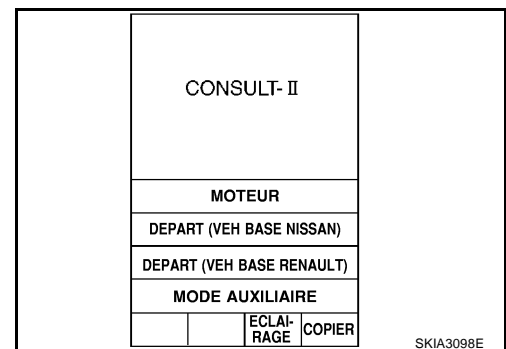 CONSULT-II
MOTEUR
DEPART (VEH BASE NISSAN)
DEPART (VEH BASE RENAULT)
MODE AUXILIAIRE
ECLAI-
RAGE
COPIER
SKIA3098E